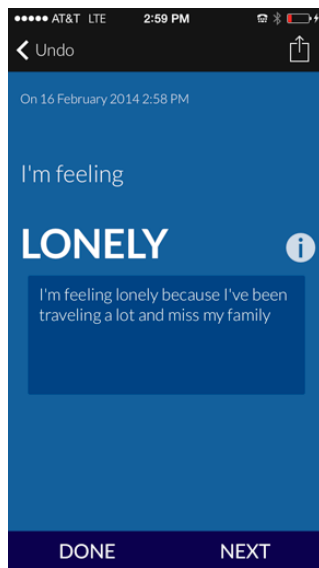 AT&T LTE 2:59 PM
Undo
On 16 February 2014 2:58 PM
I'm feeling
LONELY
i
I'm feeling lonely because I've been
traveling a lot and miss my family
DONE NEXT